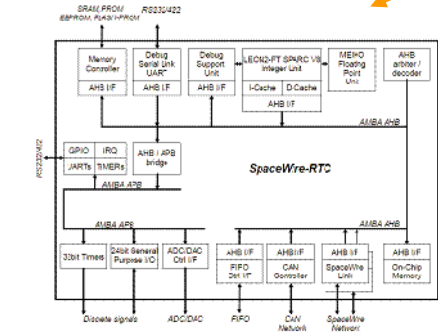 SRAM, PROM
EEPROM, FLASH-PROM
RS232/422
Memory
Controller
AHB I/F
Debug
Serial Link
UART
AHB I/F
Debug
Support
Unit
AHB I/F
LEON2-FT SPARC V8
Integer Unit
I-Cache
D-Cache
AHB I/F
MEIKO
Floating
Point
Unit
AHB
arbiter /
decoder
AMBA AHB
RS232/422
GPIO
IRQ
UARTs
TIMERs
AHB / APB
bridge
SpaceWire-RTC
AMBA APB
AMBA APB
AMBA AHB
32bit Timers
24bit General
Purpose I/O
ADC/DAC
Ctrl I/F
AHB I/F
FIFO
Ctrl I/F
AHB I/F
CAN
Controller
AHB I/F
SpaceWire
Link
AHB I/F
On-Chip
Memory
Discrete signals
ADC/DAC
FIFO
CAN
Network
SpaceWire
Network